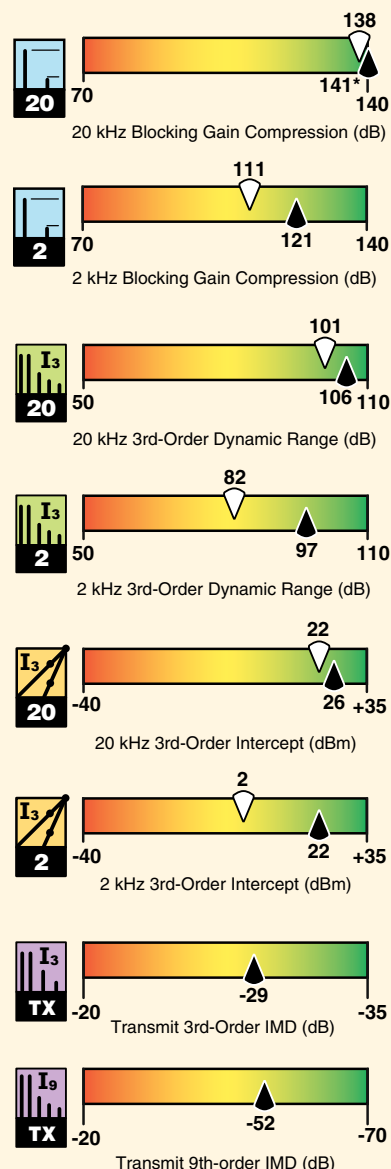 138
70
141*
140
20
20 kHz Blocking Gain Compression (dB)
111
70
121
140
2
2 kHz Blocking Gain Compression (dB)
101
I3
50
106
110
20
20 kHz 3rd-Order Dynamic Range (dB)
82
I3
50
97
110
2
2 kHz 3rd-Order Dynamic Range (dB)
22
I3
-40
26
+35
20
20 kHz 3rd-Order Intercept (dBm)
2
I3
-40
22
+35
2
2 kHz 3rd-Order Intercept (dBm)
I3
TX
-20
-29
-35
Transmit 3rd-Order IMD (dB)
I9
TX
-20
-52
-70
Transmit 9th-order IMD (dB)